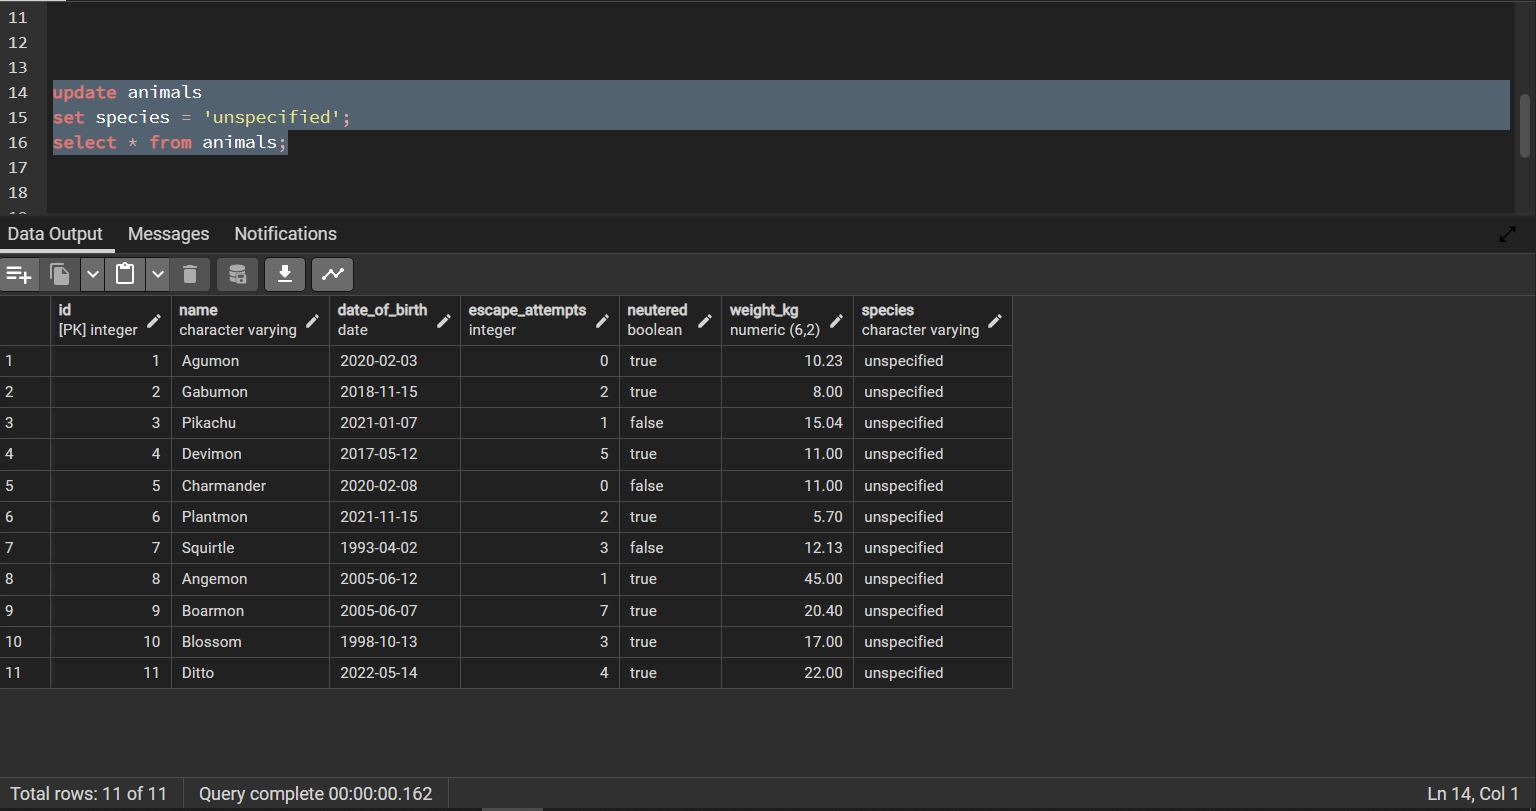 11
12
13
14 update animals
15 set species = 'unspecified';
16 select * from animals;
17
18
Data Output Messages Notifications
id name date_of_birth escape_attempts neutered weight_kg species
[PK] integer character varying date integer boolean numeric (6,2) character varying
1 1 Agumon 2020-02-03 0 true 10.23 unspecified
2 2 Gabumon 2018-11-15 2 true 8.00 unspecified
3 3 Pikachu 2021-01-07 1 false 15.04 unspecified
4 4 Devimon 2017-05-12 5 true 11.00 unspecified
5 5 Charmander 2020-02-08 0 false 11.00 unspecified
6 6 Plantmon 2021-11-15 2 true 5.70 unspecified
7 7 Squirtle 1993-04-02 3 false 12.13 unspecified
8 8 Angemon 2005-06-12 1 true 45.00 unspecified
9 9 Boarmon 2005-06-07 7 true 20.40 unspecified
10 10 Blossom 1998-10-13 3 true 17.00 unspecified
11 11 Ditto 2022-05-14 4 true 22.00 unspecified
Total rows: 11 of 11 Query complete 00:00:00.162 Ln 14, Col 1